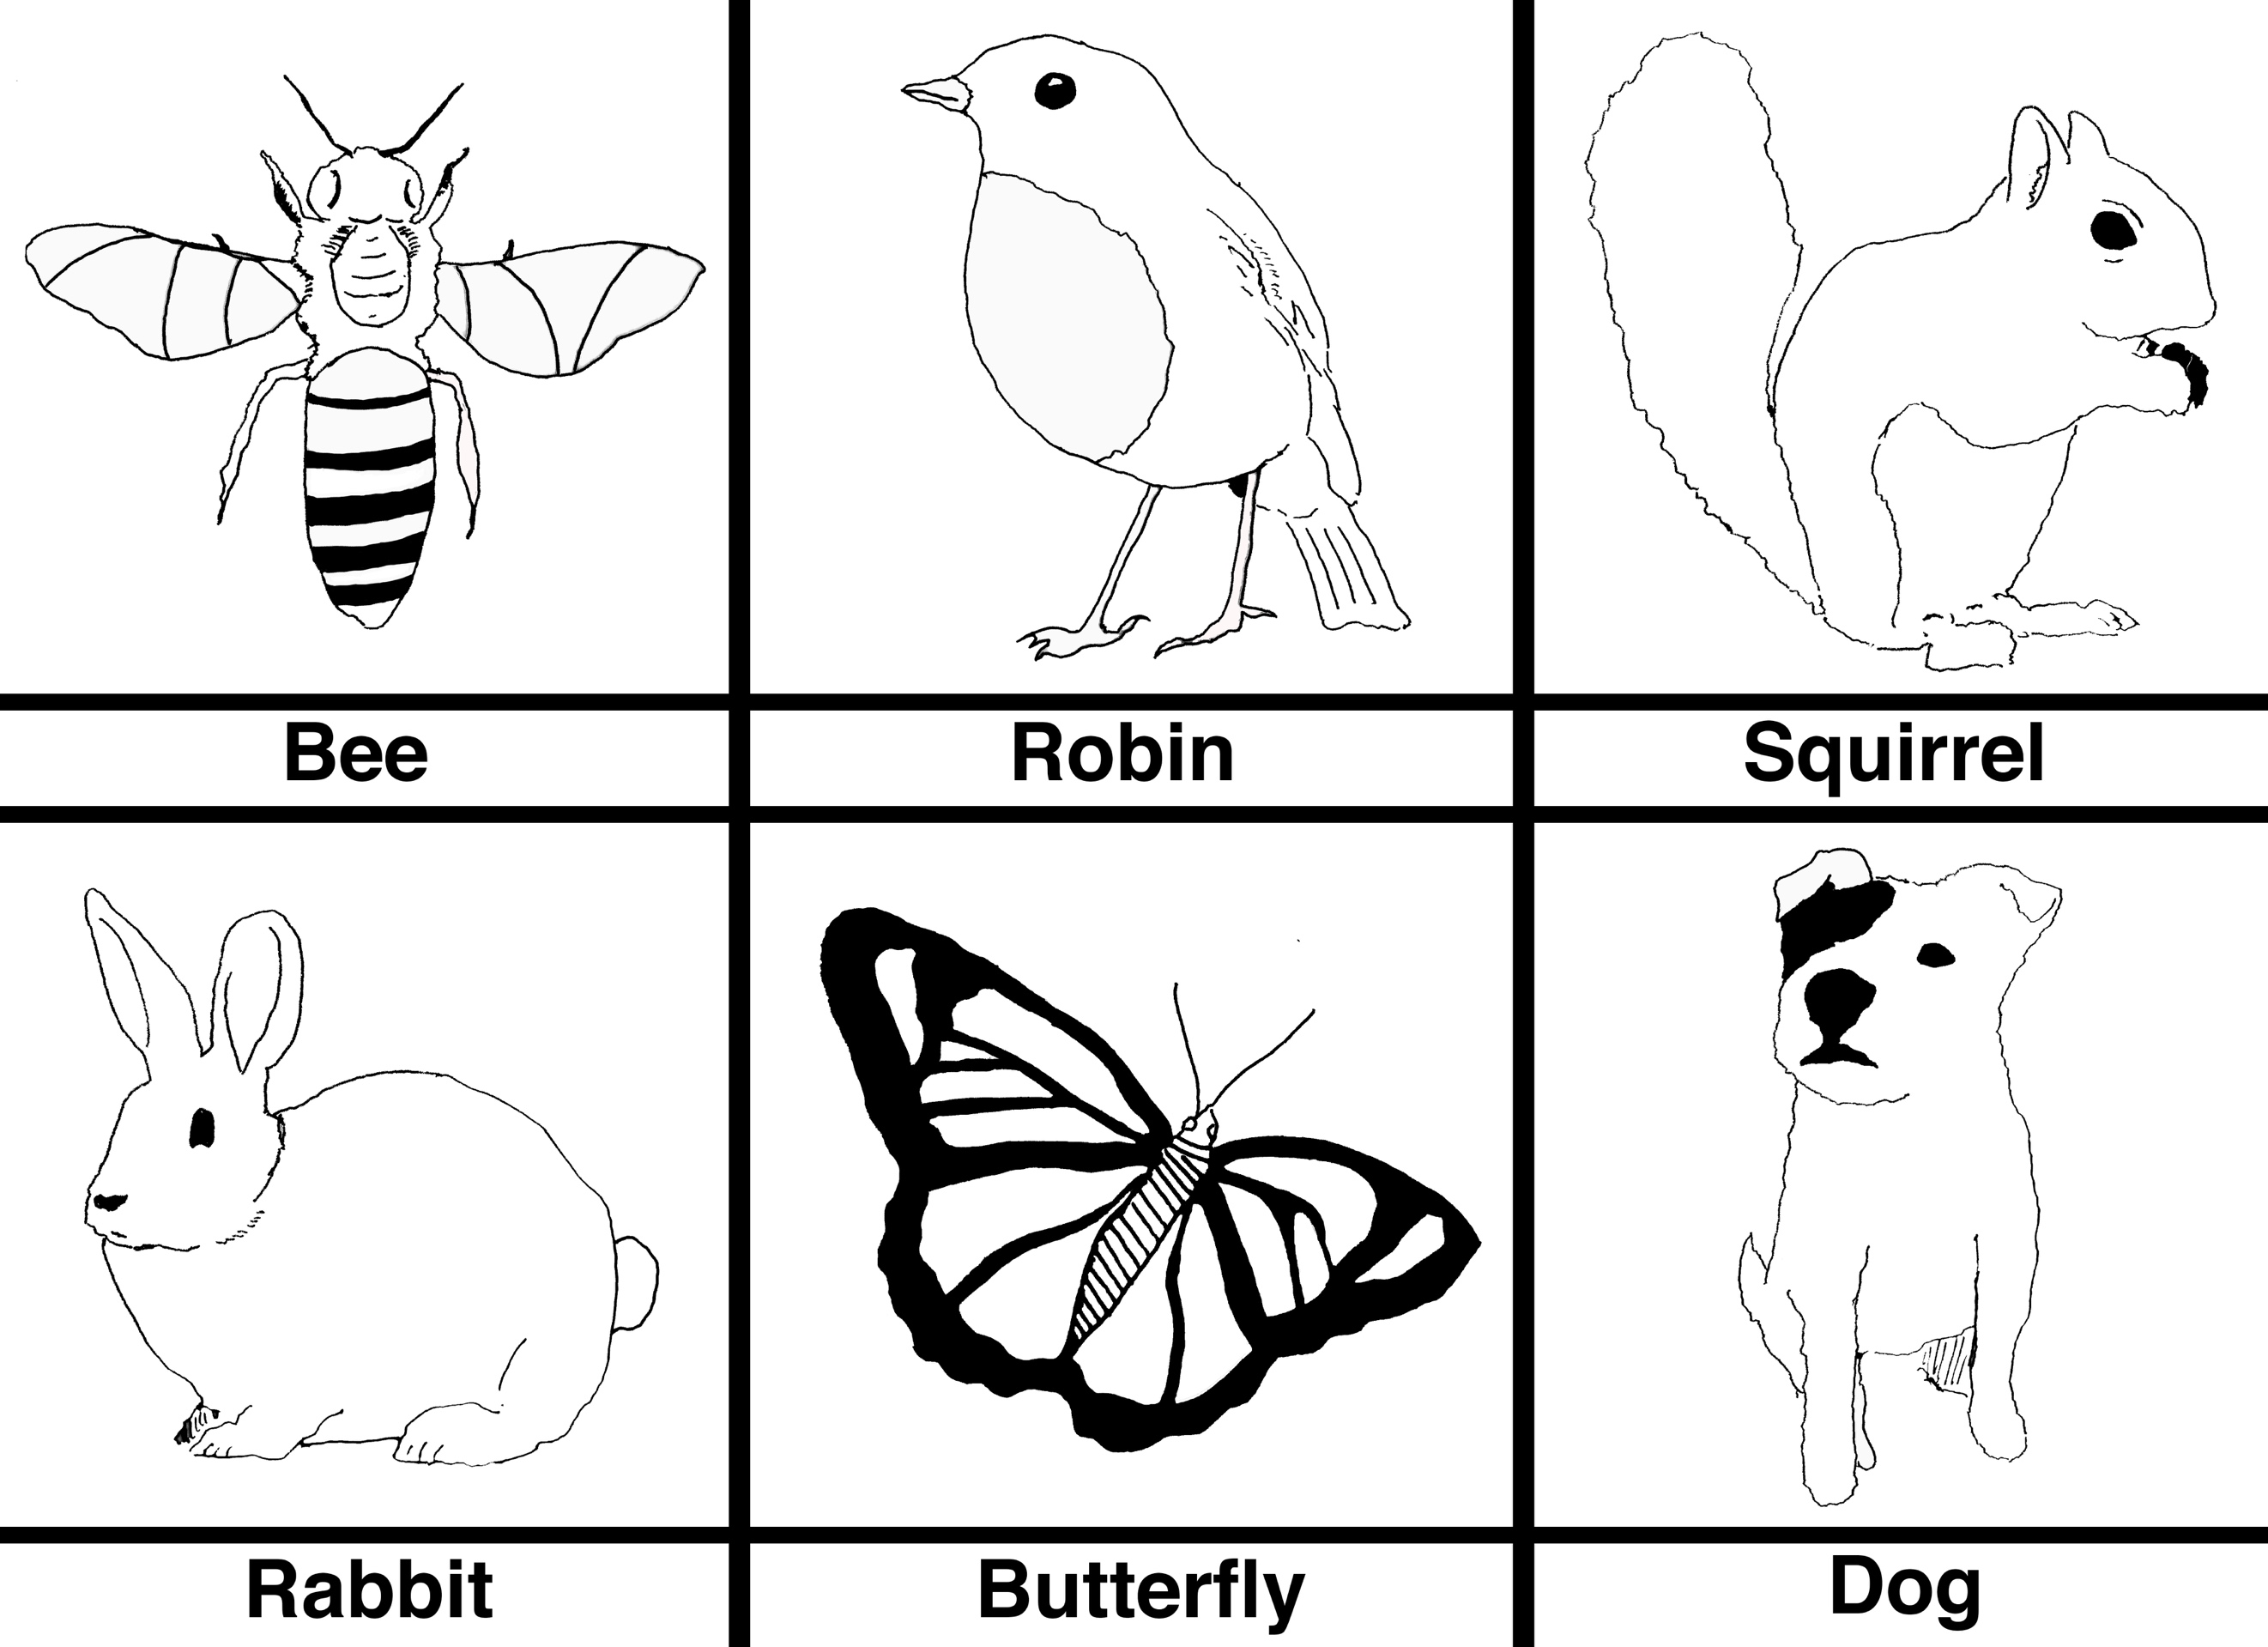 Bee
Robin
Squirrel
Rabbit
Butterfly
Dog